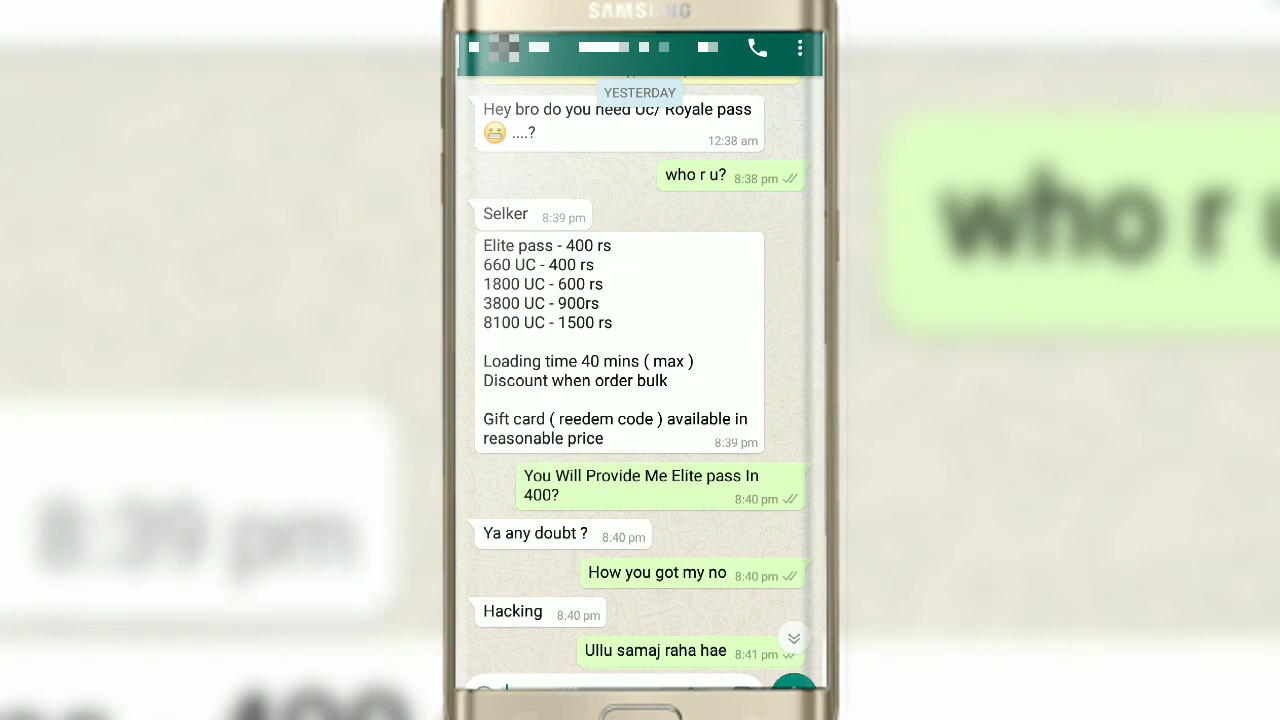 SAMSUNG
YESTERDAY
Hey bro do you need Uc/ Royale pass
😬 ....?
12:38 am
who r u? 8:38 pm
Selker 8:39 pm
Elite pass - 400 rs
660 UC - 400 rs
1800 UC - 600 rs
3800 UC - 900rs
8100 UC - 1500 rs
Loading time 40 mins ( max )
Discount when order bulk
Gift card ( reedem code ) available in
reasonable price 8:39 pm
You Will Provide Me Elite pass In
400? 8:40 pm
Ya any doubt ? 8:40 pm
How you got my no 8:40 pm
Hacking 8:40 pm
Ullu samaj raha hae 8:41 pm
who r u
8:39 pm
400